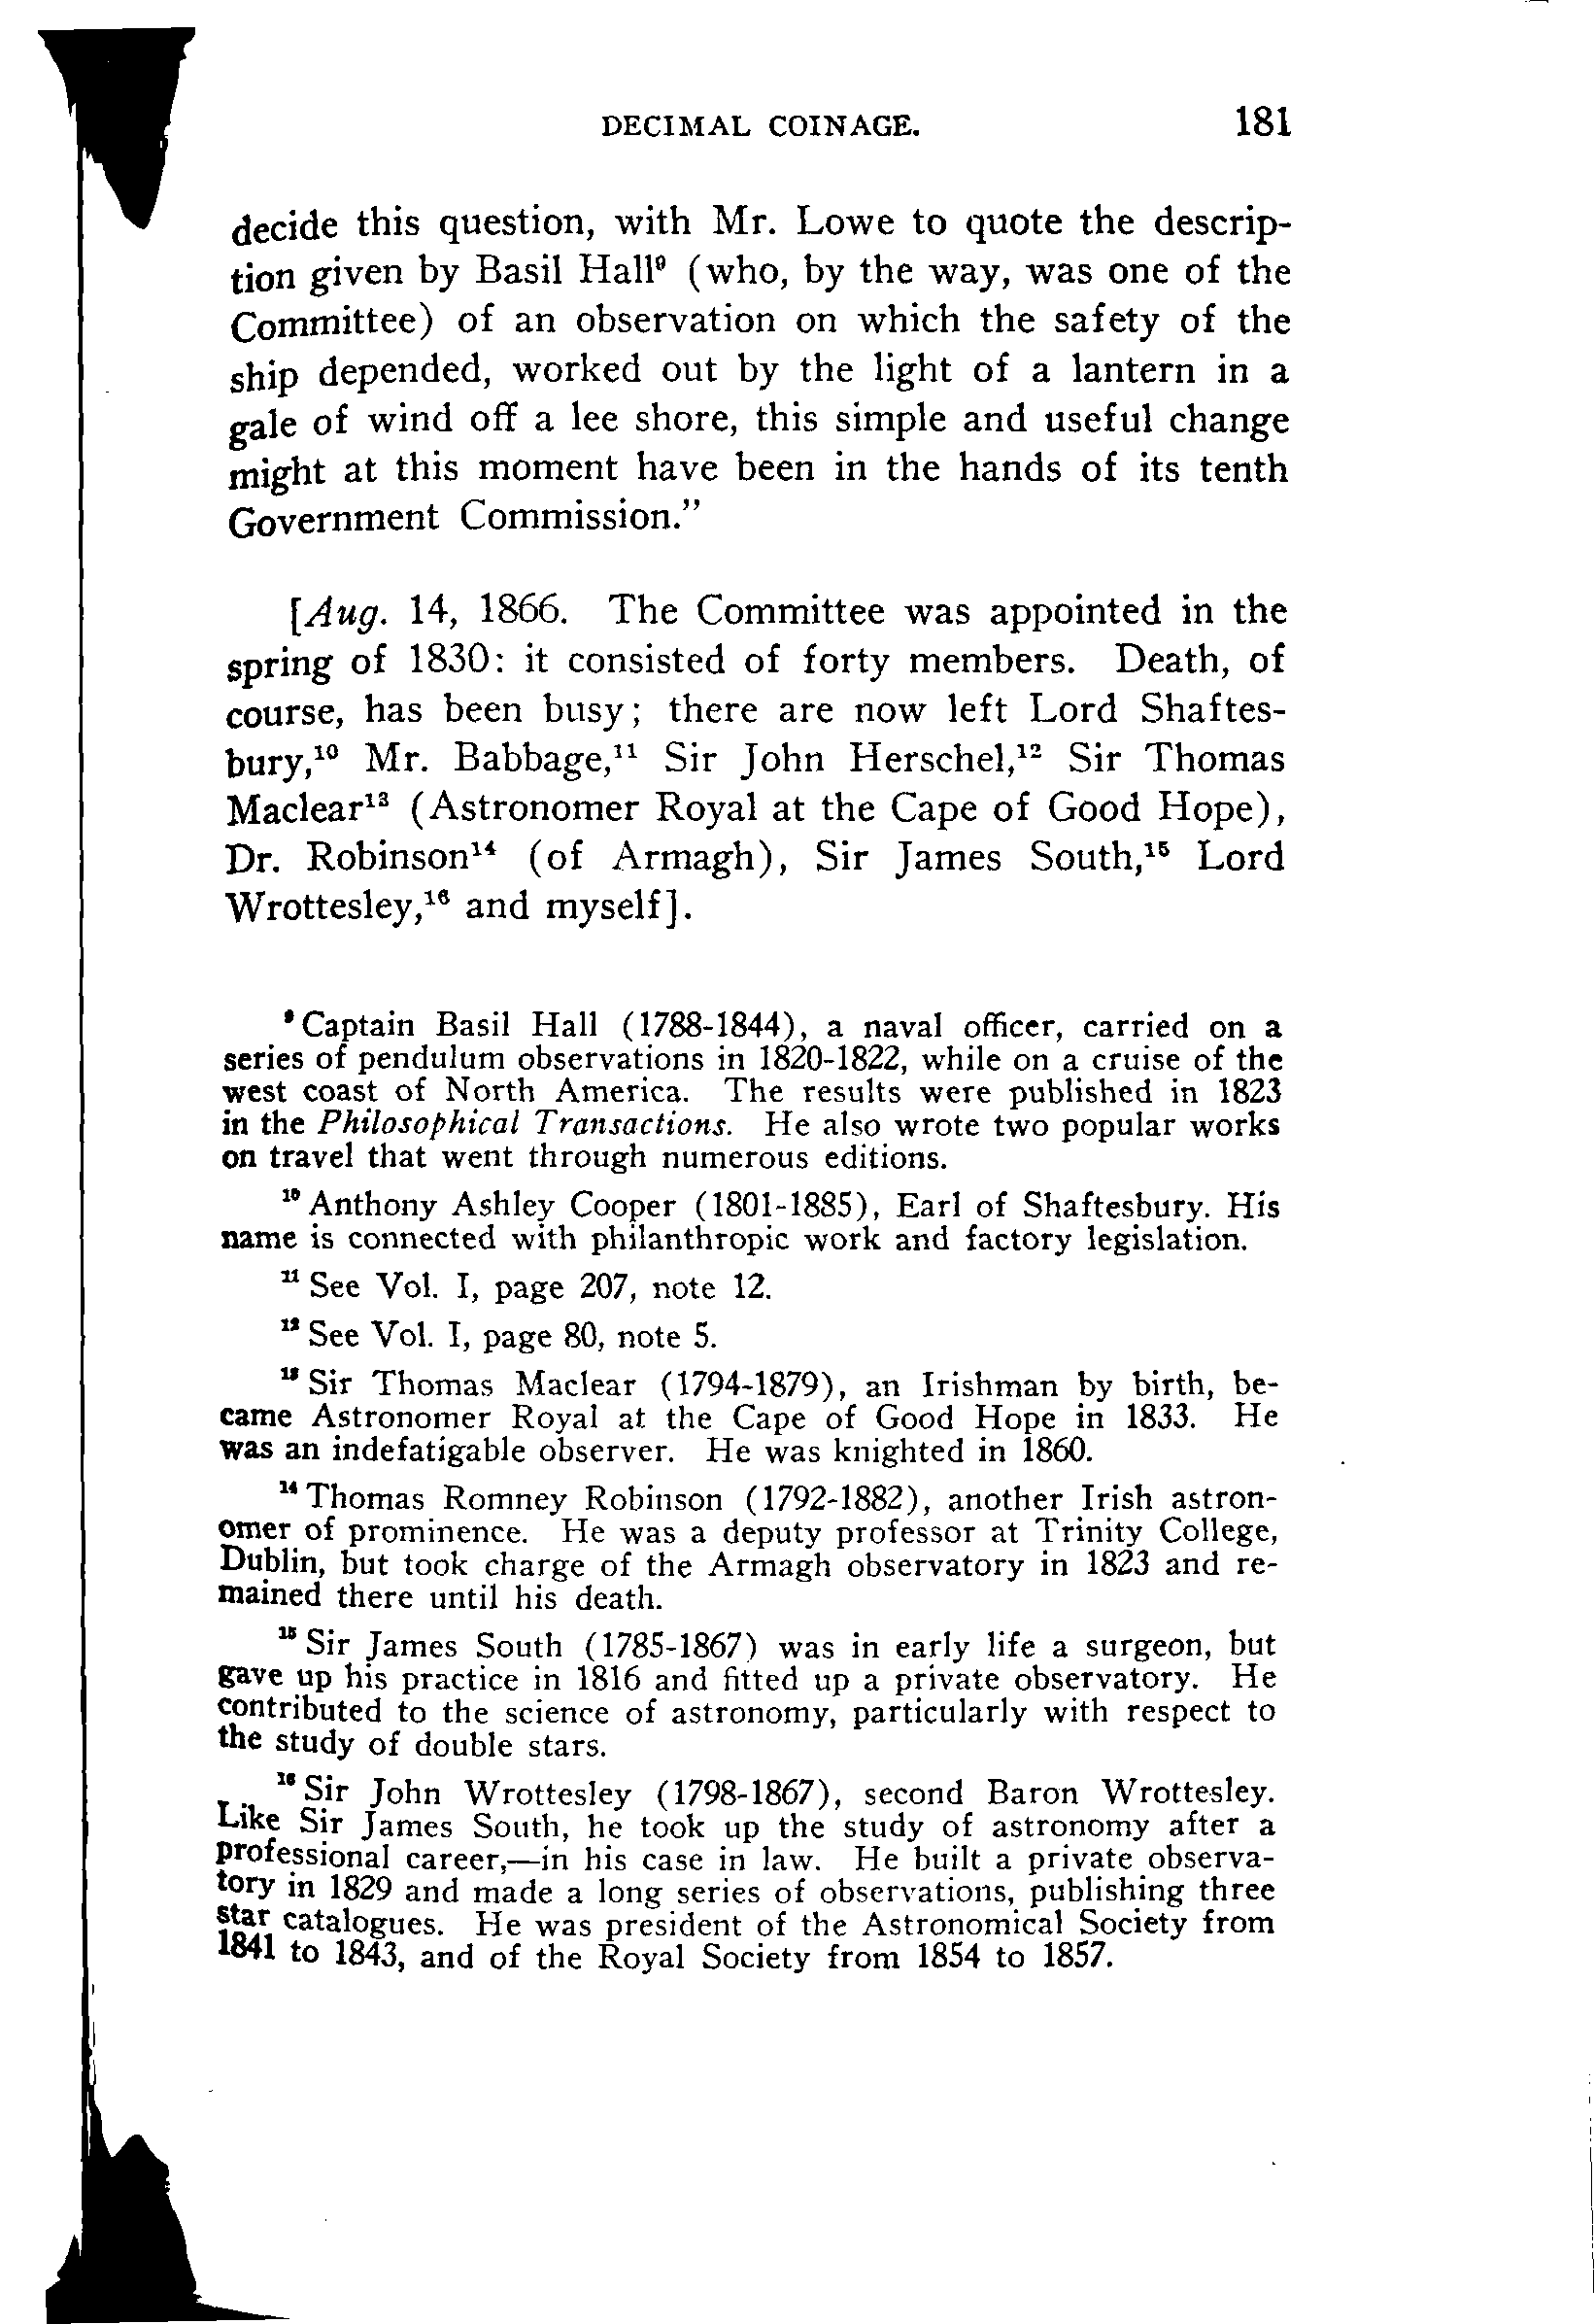 DECIMAL COINAGE. 181
decide this question, with Mr. Lowe to quote the descrip-
tion given by Basil Hall⁹ (who, by the way, was one of the
Committee) of an observation on which the safety of the
ship depended, worked out by the light of a lantern in a
gale of wind off a lee shore, this simple and useful change
might at this moment have been in the hands of its tenth
Government Commission.”
[Aug. 14, 1866. The Committee was appointed in the
spring of 1830: it consisted of forty members. Death, of
course, has been busy; there are now left Lord Shaftes-
bury,¹⁰ Mr. Babbage,¹¹ Sir John Herschel,¹² Sir Thomas
Maclear¹³ (Astronomer Royal at the Cape of Good Hope),
Dr. Robinson¹⁴ (of Armagh), Sir James South,¹⁵ Lord
Wrottesley,¹⁶ and myself].
⁹ Captain Basil Hall (1788-1844), a naval officer, carried on a
series of pendulum observations in 1820-1822, while on a cruise of the
west coast of North America. The results were published in 1823
in the Philosophical Transactions. He also wrote two popular works
on travel that went through numerous editions.
¹⁰ Anthony Ashley Cooper (1801-1885), Earl of Shaftesbury. His
name is connected with philanthropic work and factory legislation.
¹¹ See Vol. I, page 207, note 12.
¹² See Vol. I, page 80, note 5.
¹³ Sir Thomas Maclear (1794-1879), an Irishman by birth, be-
came Astronomer Royal at the Cape of Good Hope in 1833. He
was an indefatigable observer. He was knighted in 1860.
¹⁴ Thomas Romney Robinson (1792-1882), another Irish astron-
omer of prominence. He was a deputy professor at Trinity College,
Dublin, but took charge of the Armagh observatory in 1823 and re-
mained there until his death.
¹⁵ Sir James South (1785-1867) was in early life a surgeon, but
gave up his practice in 1816 and fitted up a private observatory. He
contributed to the science of astronomy, particularly with respect to
the study of double stars.
¹⁶ Sir John Wrottesley (1798-1867), second Baron Wrottesley.
Like Sir James South, he took up the study of astronomy after a
professional career,—in his case in law. He built a private observa-
tory in 1829 and made a long series of observations, publishing three
star catalogues. He was president of the Astronomical Society from
1841 to 1843, and of the Royal Society from 1854 to 1857.